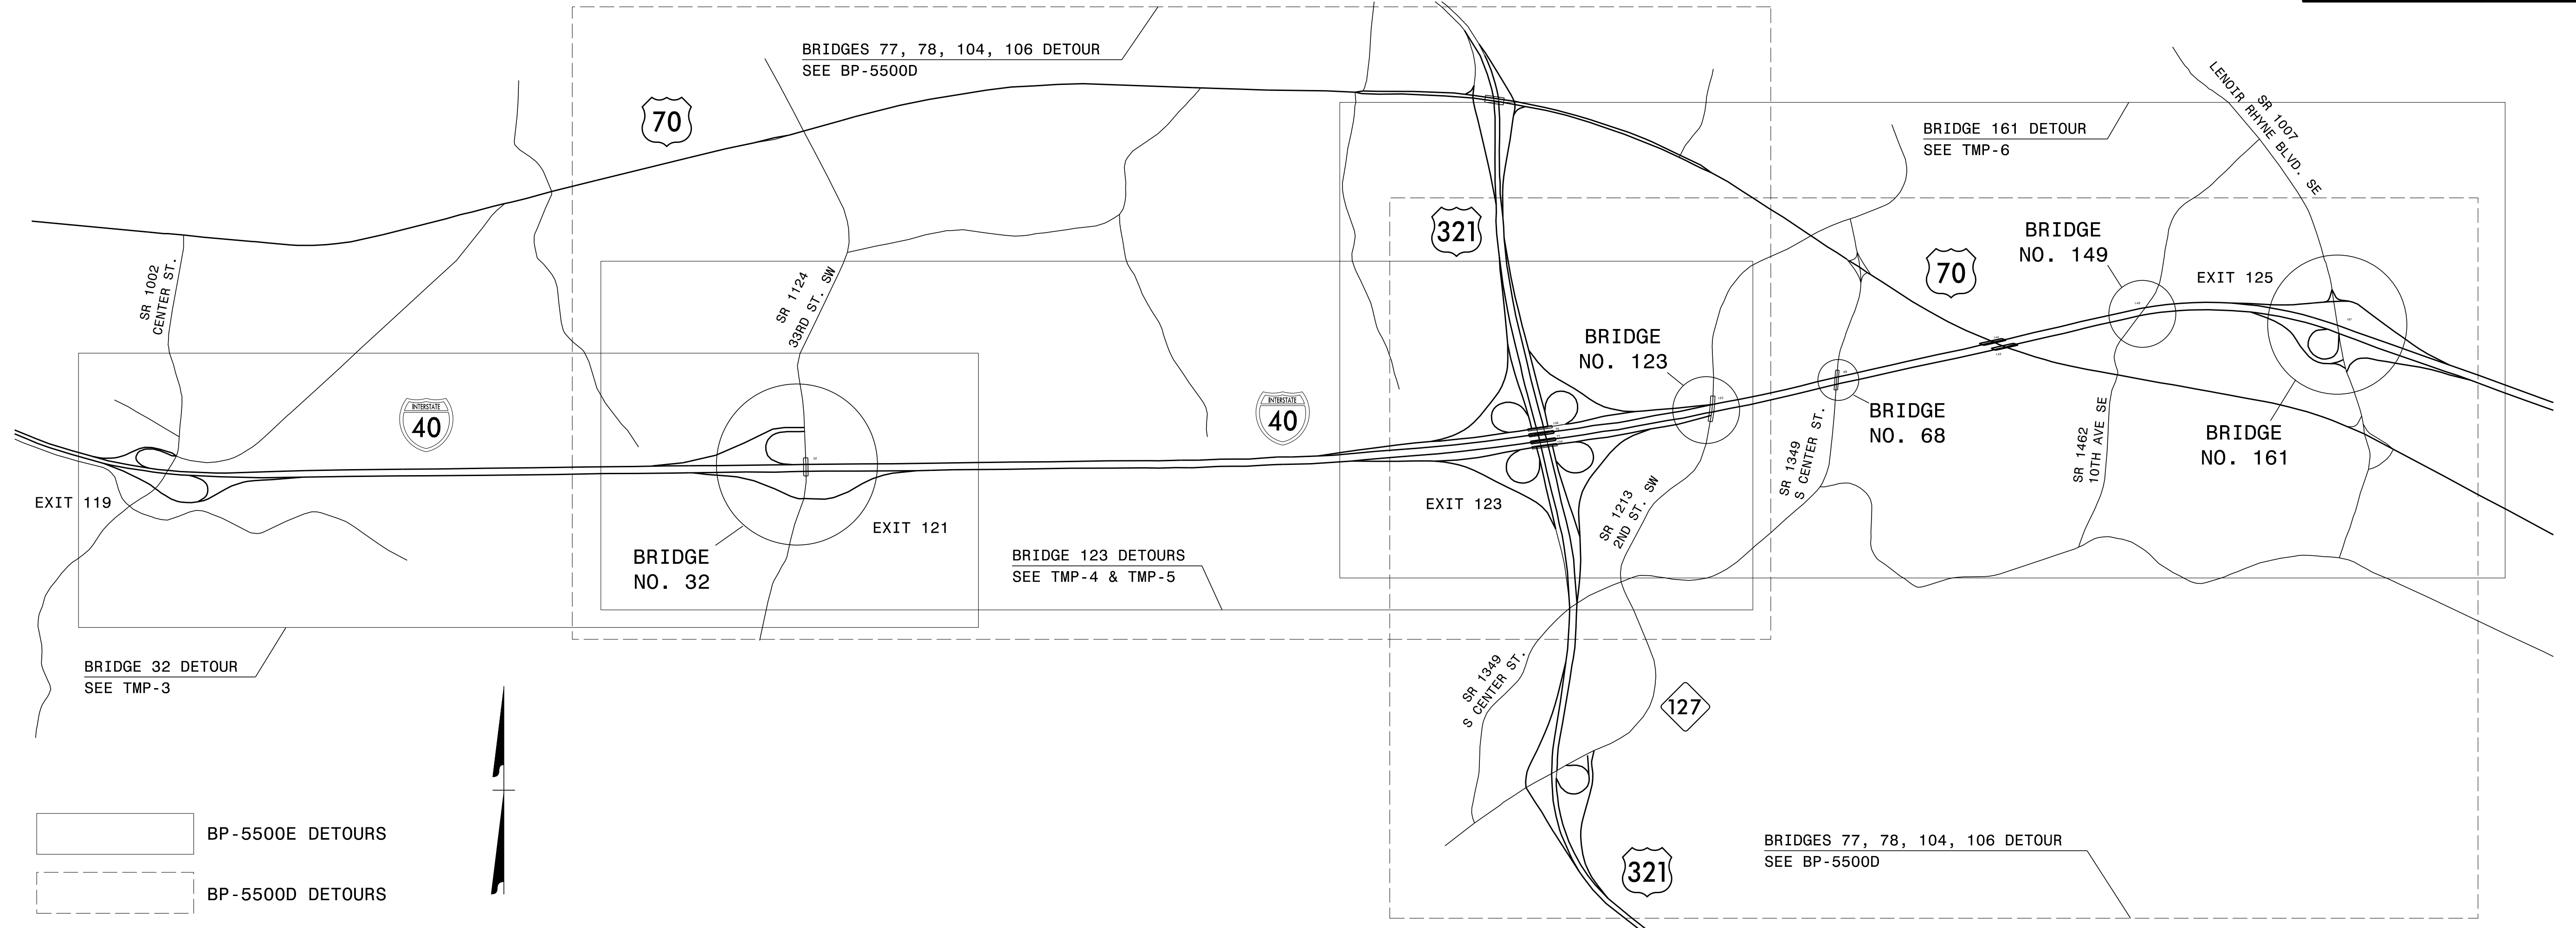 BRIDGES 77, 78, 104, 106 DETOUR
SEE BP-5500D
70
BRIDGE 161 DETOUR
SEE TMP-6
SR 1007
LENOIR RHYNE BLVD. SE
321
BRIDGE
NO. 149
70
EXIT 125
SR 1002
CENTER ST.
SR 1124
33RD ST. SW
BRIDGE
NO. 123
INTERSTATE
40
INTERSTATE
40
BRIDGE
NO. 68
SR 1349
S CENTER ST.
SR 1462
10TH AVE SE
BRIDGE
NO. 161
EXIT 119
EXIT 121
EXIT 123
SR 1213
2ND ST. SW
BRIDGE
NO. 32
BRIDGE 123 DETOURS
SEE TMP-4 & TMP-5
BRIDGE 32 DETOUR
SEE TMP-3
SR 1349
S CENTER ST.
127
BP-5500E DETOURS
BP-5500D DETOURS
321
BRIDGES 77, 78, 104, 106 DETOUR
SEE BP-5500D